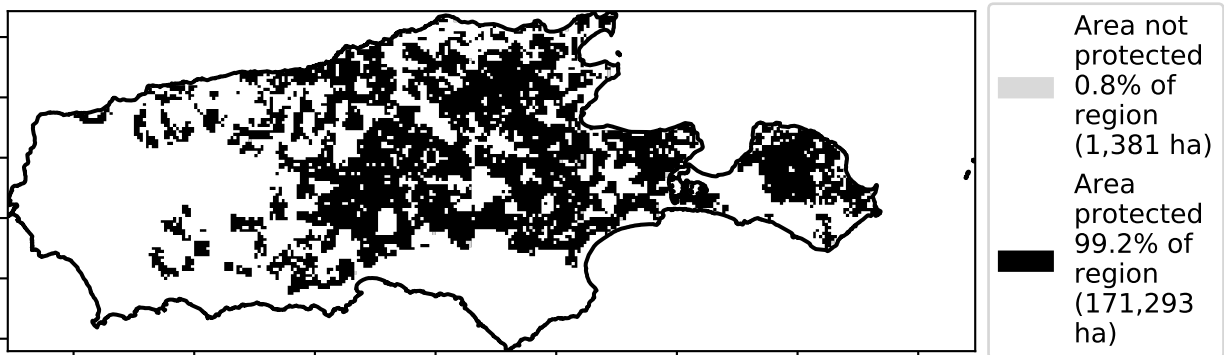 Area not
protected
0.8% of
region
(1,381 ha)
Area
protected
99.2% of
region
(171,293
ha)